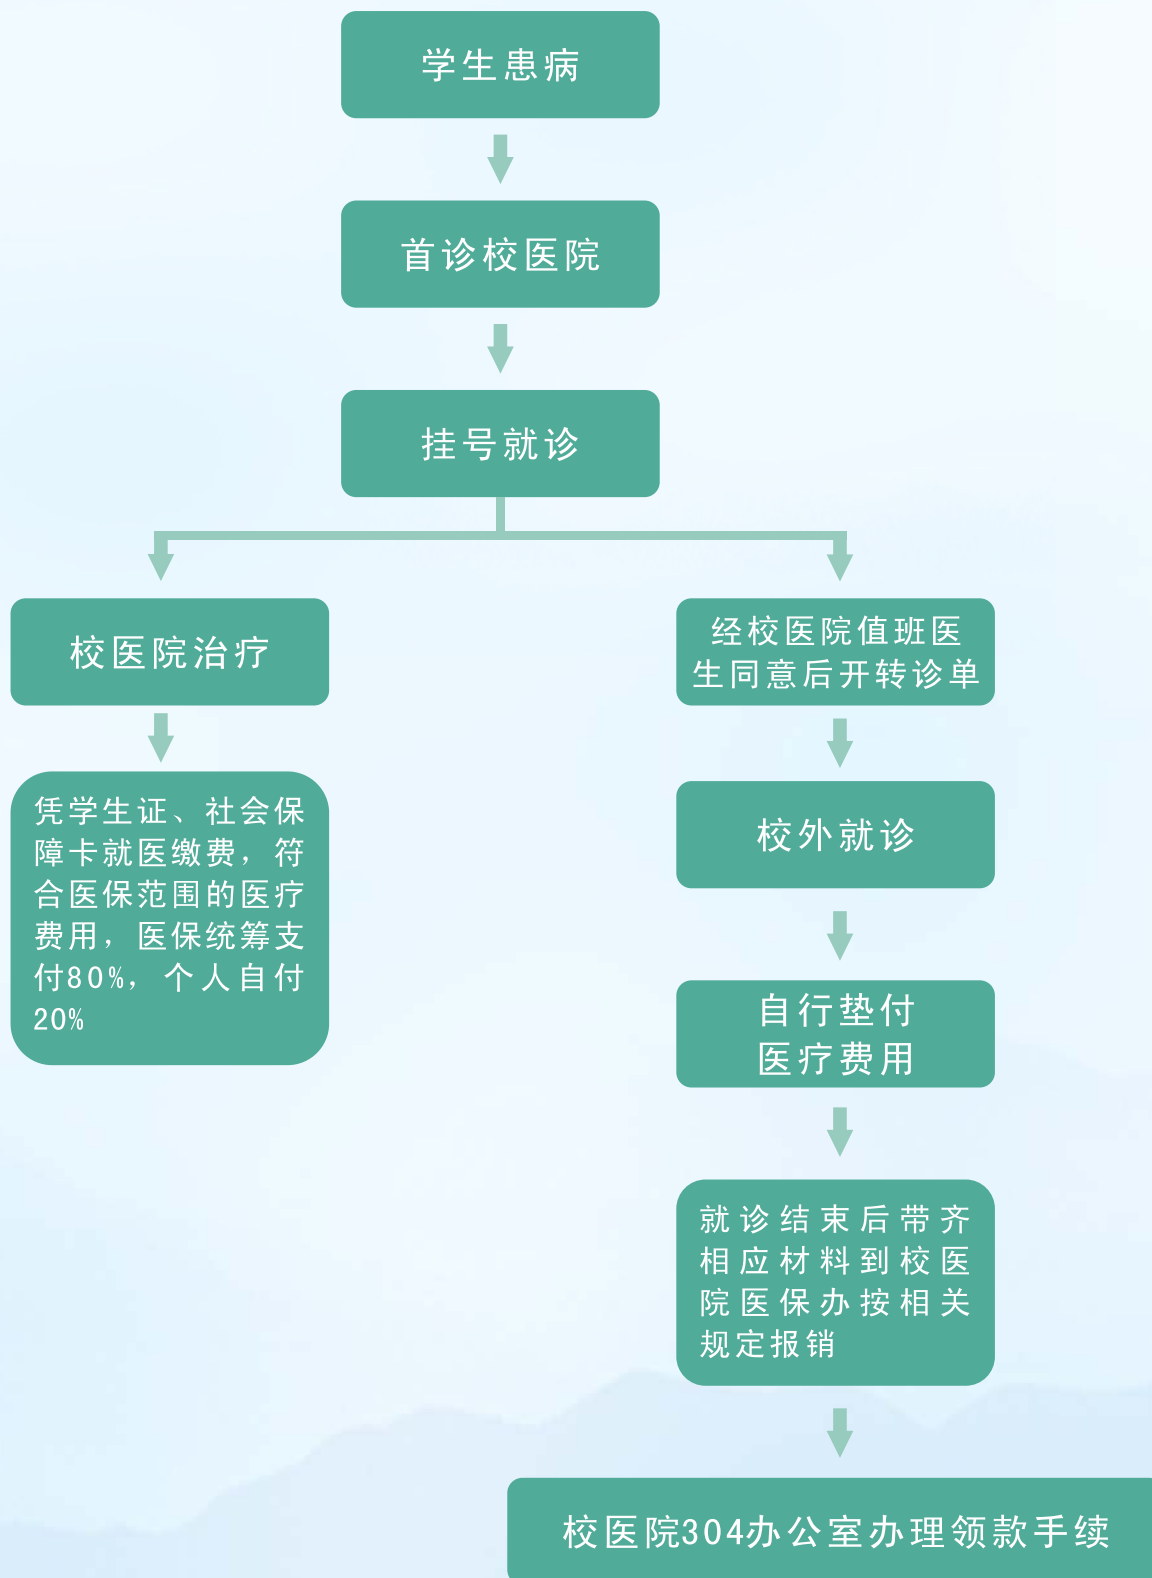 学生患病
首诊校医院
挂号就诊
校医院治疗
凭学生证、社会保
障卡就医缴费，符
合医保范围的医疗
费用，医保统筹支
付80%，个人自付
20%
经校医院值班医
生同意后开转诊单
校外就诊
自行垫付
医疗费用
就诊结束后带齐
相应材料到校医
院医保办按相关
规定报销
校医院304办公室办理领款手续